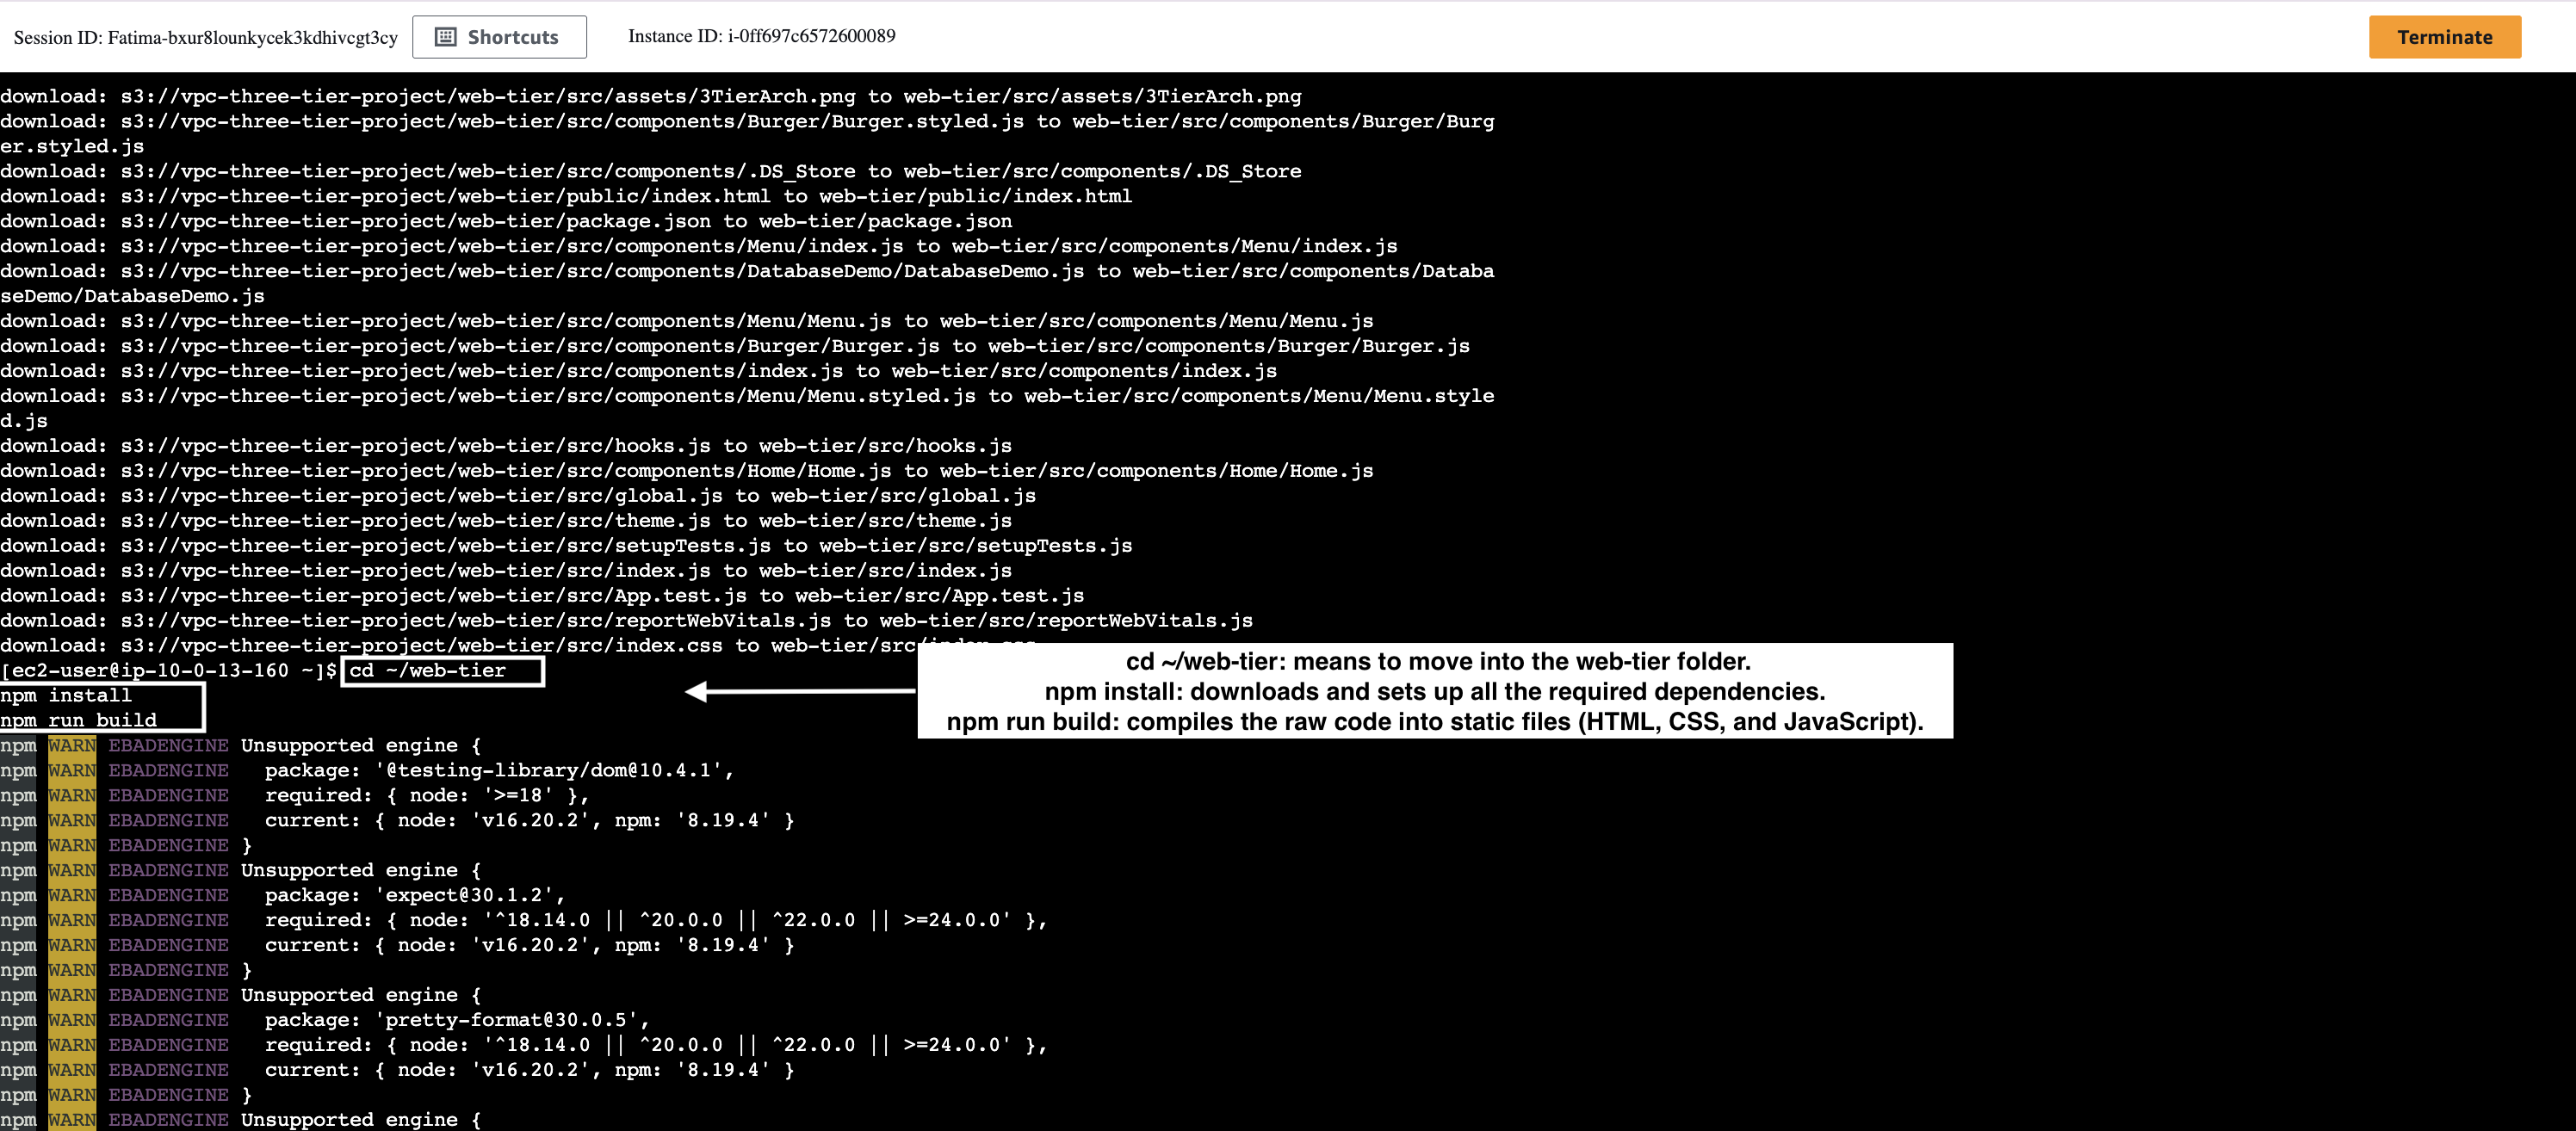 Session ID: Fatima-bxur8lounkycek3kdhivcgt3cy
Shortcuts
Instance ID: i-0ff697c6572600089
Terminate
download: s3://vpc-three-tier-project/web-tier/src/assets/3TierArch.png to web-tier/src/assets/3TierArch.png
download: s3://vpc-three-tier-project/web-tier/src/components/Burger/Burger.styled.js to web-tier/src/components/Burger/Burg
er.styled.js
download: s3://vpc-three-tier-project/web-tier/src/components/.DS_Store to web-tier/src/components/.DS_Store
download: s3://vpc-three-tier-project/web-tier/public/index.html to web-tier/public/index.html
download: s3://vpc-three-tier-project/web-tier/package.json to web-tier/package.json
download: s3://vpc-three-tier-project/web-tier/src/components/Menu/index.js to web-tier/src/components/Menu/index.js
download: s3://vpc-three-tier-project/web-tier/src/components/DatabaseDemo/DatabaseDemo.js to web-tier/src/components/Databa
seDemo/DatabaseDemo.js
download: s3://vpc-three-tier-project/web-tier/src/components/Menu/Menu.js to web-tier/src/components/Menu/Menu.js
download: s3://vpc-three-tier-project/web-tier/src/components/Burger/Burger.js to web-tier/src/components/Burger/Burger.js
download: s3://vpc-three-tier-project/web-tier/src/components/index.js to web-tier/src/components/index.js
download: s3://vpc-three-tier-project/web-tier/src/components/Menu/Menu.styled.js to web-tier/src/components/Menu/Menu.style
d.js
download: s3://vpc-three-tier-project/web-tier/src/hooks.js to web-tier/src/hooks.js
download: s3://vpc-three-tier-project/web-tier/src/components/Home/Home.js to web-tier/src/components/Home/Home.js
download: s3://vpc-three-tier-project/web-tier/src/global.js to web-tier/src/global.js
download: s3://vpc-three-tier-project/web-tier/src/theme.js to web-tier/src/theme.js
download: s3://vpc-three-tier-project/web-tier/src/setupTests.js to web-tier/src/setupTests.js
download: s3://vpc-three-tier-project/web-tier/src/index.js to web-tier/src/index.js
download: s3://vpc-three-tier-project/web-tier/src/App.test.js to web-tier/src/App.test.js
download: s3://vpc-three-tier-project/web-tier/src/reportWebVitals.js to web-tier/src/reportWebVitals.js
download: s3://vpc-three-tier-project/web-tier/src/index.css to web-tier/src/index.css
[ec2-user@ip-10-0-13-160 ~]$ cd ~/web-tier
npm install
npm run build
cd ~/web-tier: means to move into the web-tier folder.
npm install: downloads and sets up all the required dependencies.
npm run build: compiles the raw code into static files (HTML, CSS, and JavaScript).
npm WARN EBADENGINE Unsupported engine {
npm WARN EBADENGINE   package: '@testing-library/dom@10.4.1',
npm WARN EBADENGINE   required: { node: '>=18' },
npm WARN EBADENGINE   current: { node: 'v16.20.2', npm: '8.19.4' }
npm WARN EBADENGINE }
npm WARN EBADENGINE Unsupported engine {
npm WARN EBADENGINE   package: 'expect@30.1.2',
npm WARN EBADENGINE   required: { node: '^18.14.0 || ^20.0.0 || ^22.0.0 || >=24.0.0' },
npm WARN EBADENGINE   current: { node: 'v16.20.2', npm: '8.19.4' }
npm WARN EBADENGINE }
npm WARN EBADENGINE Unsupported engine {
npm WARN EBADENGINE   package: 'pretty-format@30.0.5',
npm WARN EBADENGINE   required: { node: '^18.14.0 || ^20.0.0 || ^22.0.0 || >=24.0.0' },
npm WARN EBADENGINE   current: { node: 'v16.20.2', npm: '8.19.4' }
npm WARN EBADENGINE }
npm WARN EBADENGINE Unsupported engine {